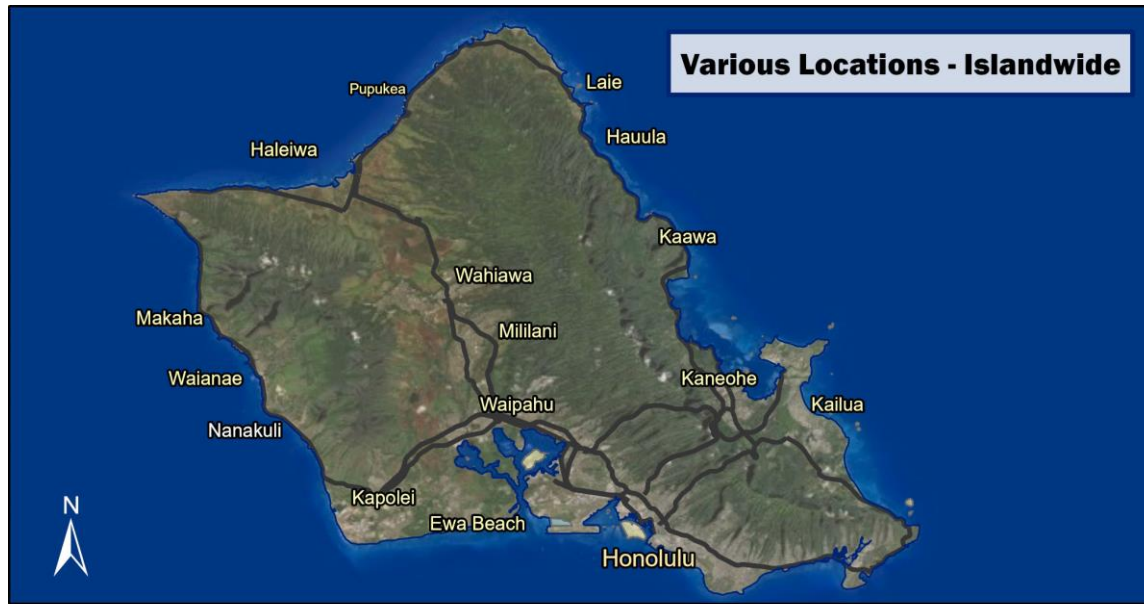 Various Locations - Islandwide
Laie
Pupukea
Hauula
Haleiwa
Kaawa
Wahiawa
Makaha
Mililani
Waianae
Kaneohe
Waipahu
Kailua
Nanakuli
Kapolei
N
Ewa Beach
Honolulu